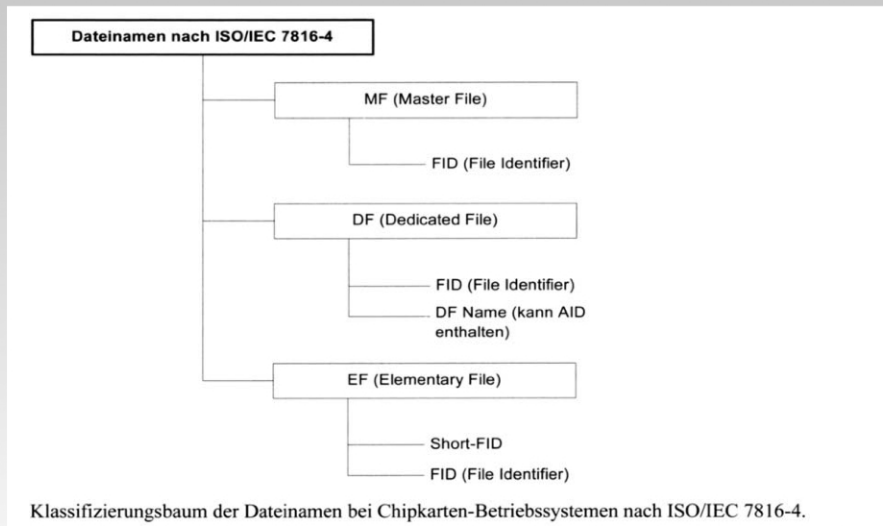 Dateinamen nach ISO/IEC 7816-4
MF (Master File)
FID (File Identifier)
DF (Dedicated File)
FID (File Identifier)
DF Name (kann AID
enthalten)
EF (Elementary File)
Short-FID
FID (File Identifier)
Klassifizierungsbaum der Dateinamen bei Chipkarten-Betriebssystemen nach ISO/IEC 7816-4.